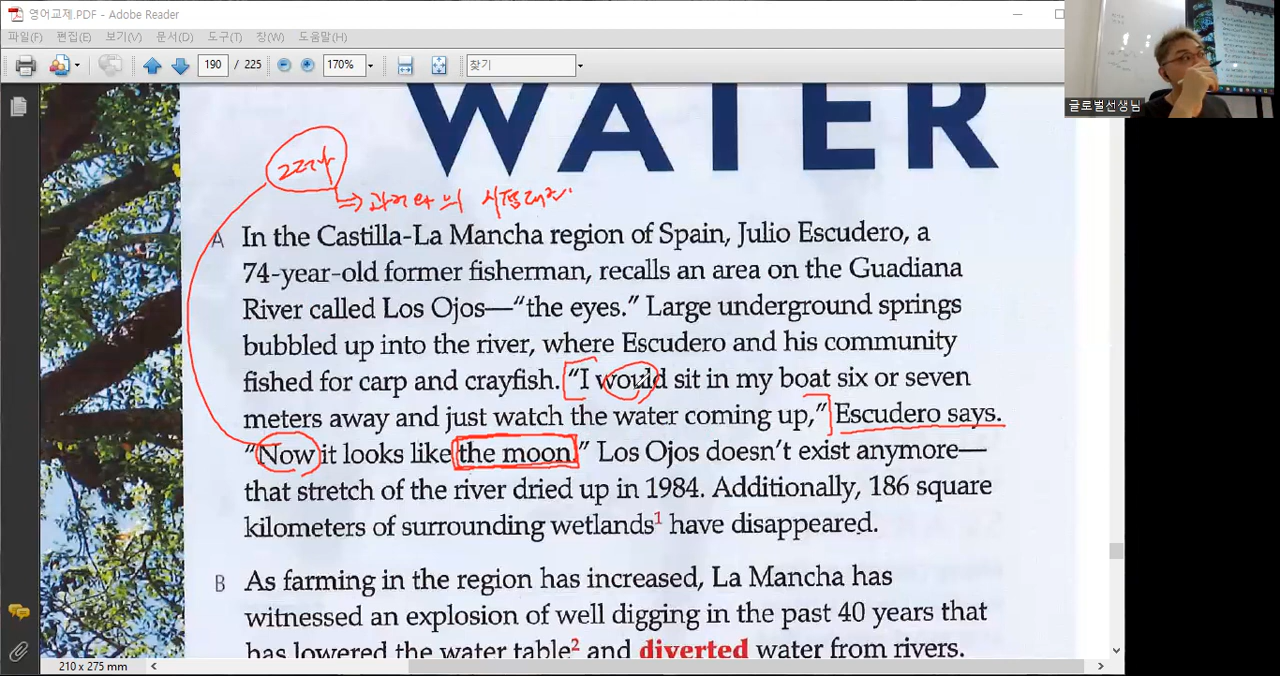 영어교제.PDF - Adobe Reader
파일(F) 편집(E) 보기(V) 문서(D) 도구(T) 창(W) 도움말(H)
190 / 225 170% 찾기
글로벌선생님
WATER
⇒ 과거와의 시점대조
A In the Castilla-La Mancha region of Spain, Julio Escudero, a
74-year-old former fisherman, recalls an area on the Guadiana
River called Los Ojos—“the eyes.” Large underground springs
bubbled up into the river, where Escudero and his community
fished for carp and crayfish. “I would sit in my boat six or seven
meters away and just watch the water coming up,” Escudero says.
“Now it looks like the moon.” Los Ojos doesn’t exist anymore—
that stretch of the river dried up in 1984. Additionally, 186 square
kilometers of surrounding wetlands1 have disappeared.
B As farming in the region has increased, La Mancha has
witnessed an explosion of well digging in the past 40 years that
has lowered the water table2 and diverted water from rivers.
210 x 275 mm